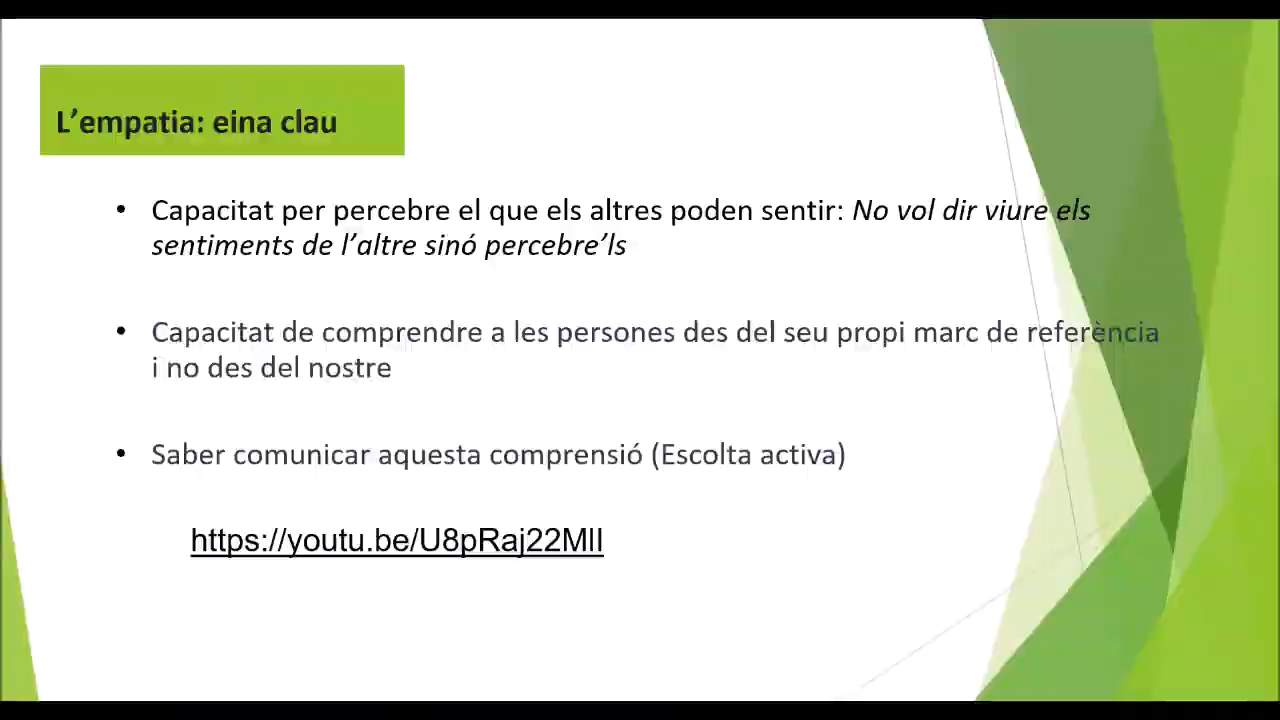 L’empatia: eina clau
• Capacitat per percebre el que els altres poden sentir: No vol dir viure els
sentiments de l’altre sinó percebre’ls
• Capacitat de comprendre a les persones des del seu propi marc de referència
i no des del nostre
• Saber comunicar aquesta comprensió (Escolta activa)
https://youtu.be/U8pRaj22MlI